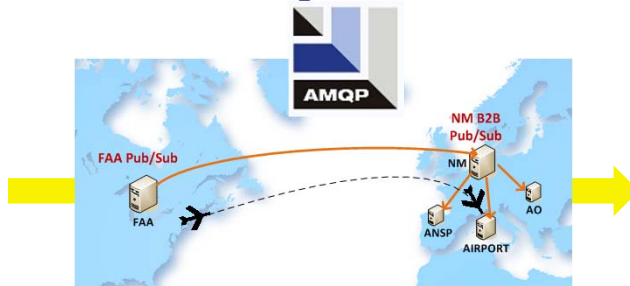 AMQP
NM B2B
Pub/Sub
FAA Pub/Sub
NM
FAA
AO
ANSP
AIRPORT